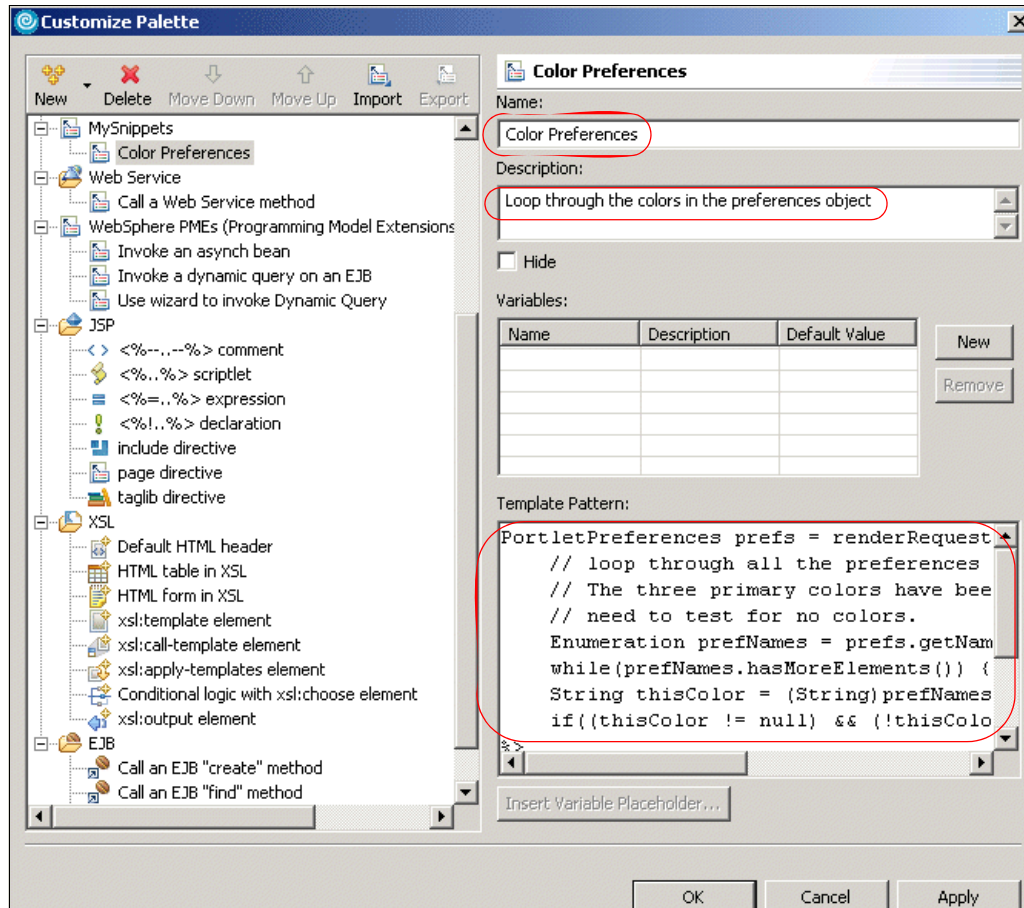 Customize Palette
New Delete Move Down Move Up Import Export
MySnippets
Color Preferences
Web Service
Call a Web Service method
WebSphere PMEs (Programming Model Extensions
Invoke an asynch bean
Invoke a dynamic query on an EJB
Use wizard to invoke Dynamic Query
JSP
<%--..--%> comment
<%..%> scriptlet
<%=..%> expression
<%!..%> declaration
include directive
page directive
taglib directive
XSL
Default HTML header
HTML table in XSL
HTML form in XSL
xsl:template element
xsl:call-template element
xsl:apply-templates element
Conditional logic with xsl:choose element
xsl:output element
EJB
Call an EJB "create" method
Call an EJB "find" method
Color Preferences
Name:
Color Preferences
Description:
Loop through the colors in the preferences object
Hide
Variables:
Name Description Default Value
New
Remove
Template Pattern:
PortletPreferences prefs = renderRequest
// loop through all the preferences
// The three primary colors have bee
// need to test for no colors.
Enumeration prefNames = prefs.getNam
while(prefNames.hasMoreElements()) {
String thisColor = (String)prefNames
if((thisColor != null) && (!thisColo
%>
Insert Variable Placeholder...
OK Cancel Apply